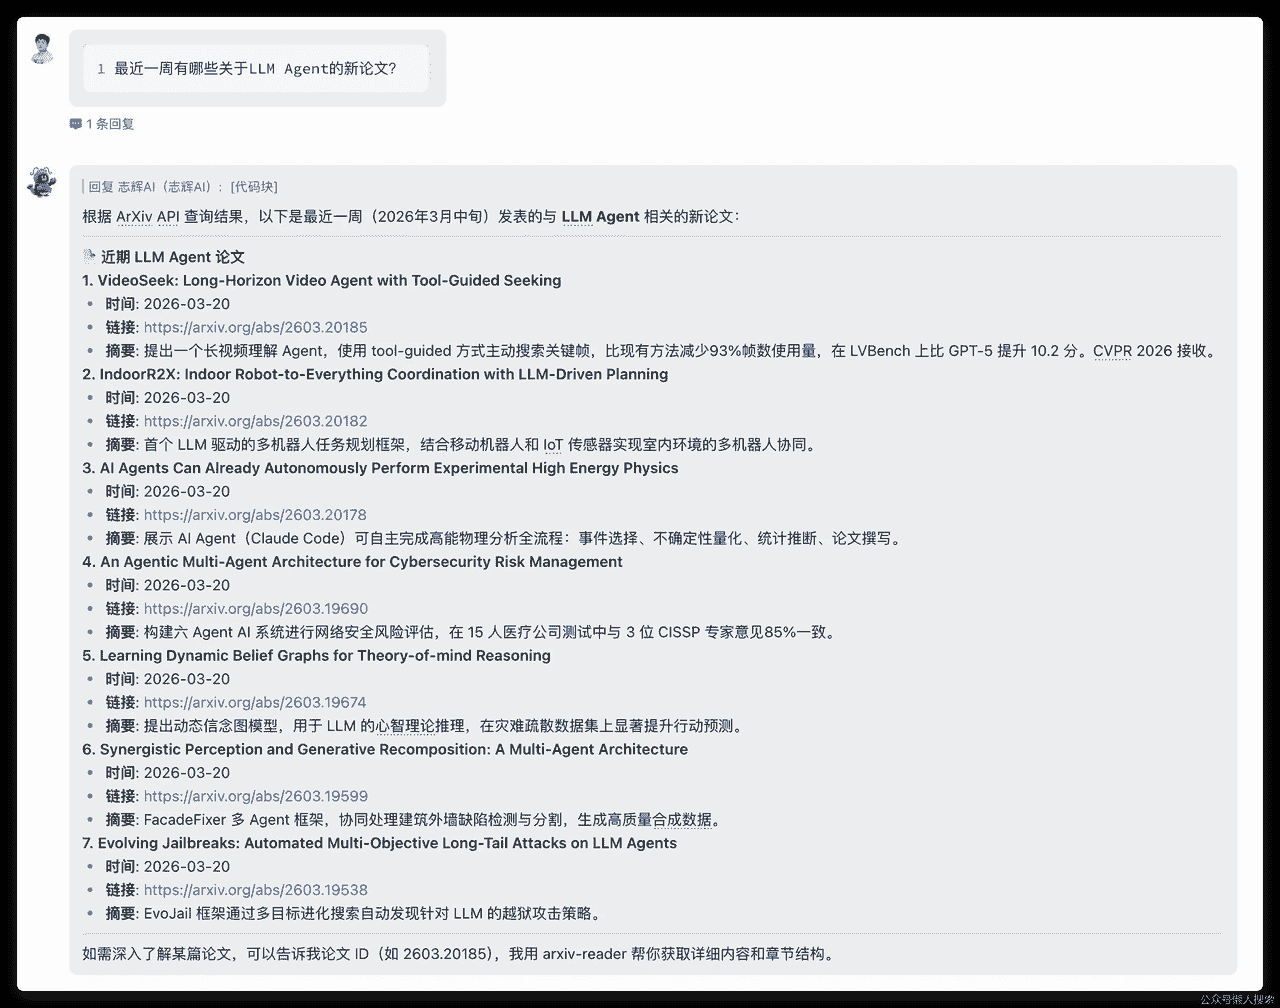 1 最近一周有哪些关于LLM Agent的新论文？
1 条回复
回复 志辉AI（志辉AI）：[代码块]
根据 ArXiv API 查询结果，以下是最近一周（2026年3月中旬）发表的与 LLM Agent 相关的新论文：
近期 LLM Agent 论文
1. VideoSeek: Long-Horizon Video Agent with Tool-Guided Seeking
• 时间: 2026-03-20
• 链接: https://arxiv.org/abs/2603.20185
• 摘要: 提出一个长视频理解 Agent，使用 tool-guided 方式主动搜索关键帧，比现有方法减少93%帧数使用量，在 LVBench 上比 GPT-5 提升 10.2 分。CVPR 2026 接收。
2. IndoorR2X: Indoor Robot-to-Everything Coordination with LLM-Driven Planning
• 时间: 2026-03-20
• 链接: https://arxiv.org/abs/2603.20182
• 摘要: 首个 LLM 驱动的多机器人任务规划框架，结合移动机器人和 IoT 传感器实现室内环境的多机器人协同。
3. AI Agents Can Already Autonomously Perform Experimental High Energy Physics
• 时间: 2026-03-20
• 链接: https://arxiv.org/abs/2603.20178
• 摘要: 展示 AI Agent（Claude Code）可自主完成高能物理分析全流程：事件选择、不确定性量化、统计推断、论文撰写。
4. An Agentic Multi-Agent Architecture for Cybersecurity Risk Management
• 时间: 2026-03-20
• 链接: https://arxiv.org/abs/2603.19690
• 摘要: 构建六 Agent AI 系统进行网络安全风险评估，在 15 人医疗公司测试中与 3 位 CISSP 专家意见85%一致。
5. Learning Dynamic Belief Graphs for Theory-of-mind Reasoning
• 时间: 2026-03-20
• 链接: https://arxiv.org/abs/2603.19674
• 摘要: 提出动态信念图模型，用于 LLM 的心智理论推理，在灾难疏散数据集上显著提升行动预测。
6. Synergistic Perception and Generative Recomposition: A Multi-Agent Architecture
• 时间: 2026-03-20
• 链接: https://arxiv.org/abs/2603.19599
• 摘要: FacadeFixer 多 Agent 框架，协同处理建筑外墙缺陷检测与分割，生成高质量合成数据。
7. Evolving Jailbreaks: Automated Multi-Objective Long-Tail Attacks on LLM Agents
• 时间: 2026-03-20
• 链接: https://arxiv.org/abs/2603.19538
• 摘要: EvoJail 框架通过多目标进化搜索自动发现针对 LLM 的越狱攻击策略。
如需深入了解某篇论文，可以告诉我论文 ID（如 2603.20185），我用 arxiv-reader 帮你获取详细内容和章节结构。
公众号懒人搜索